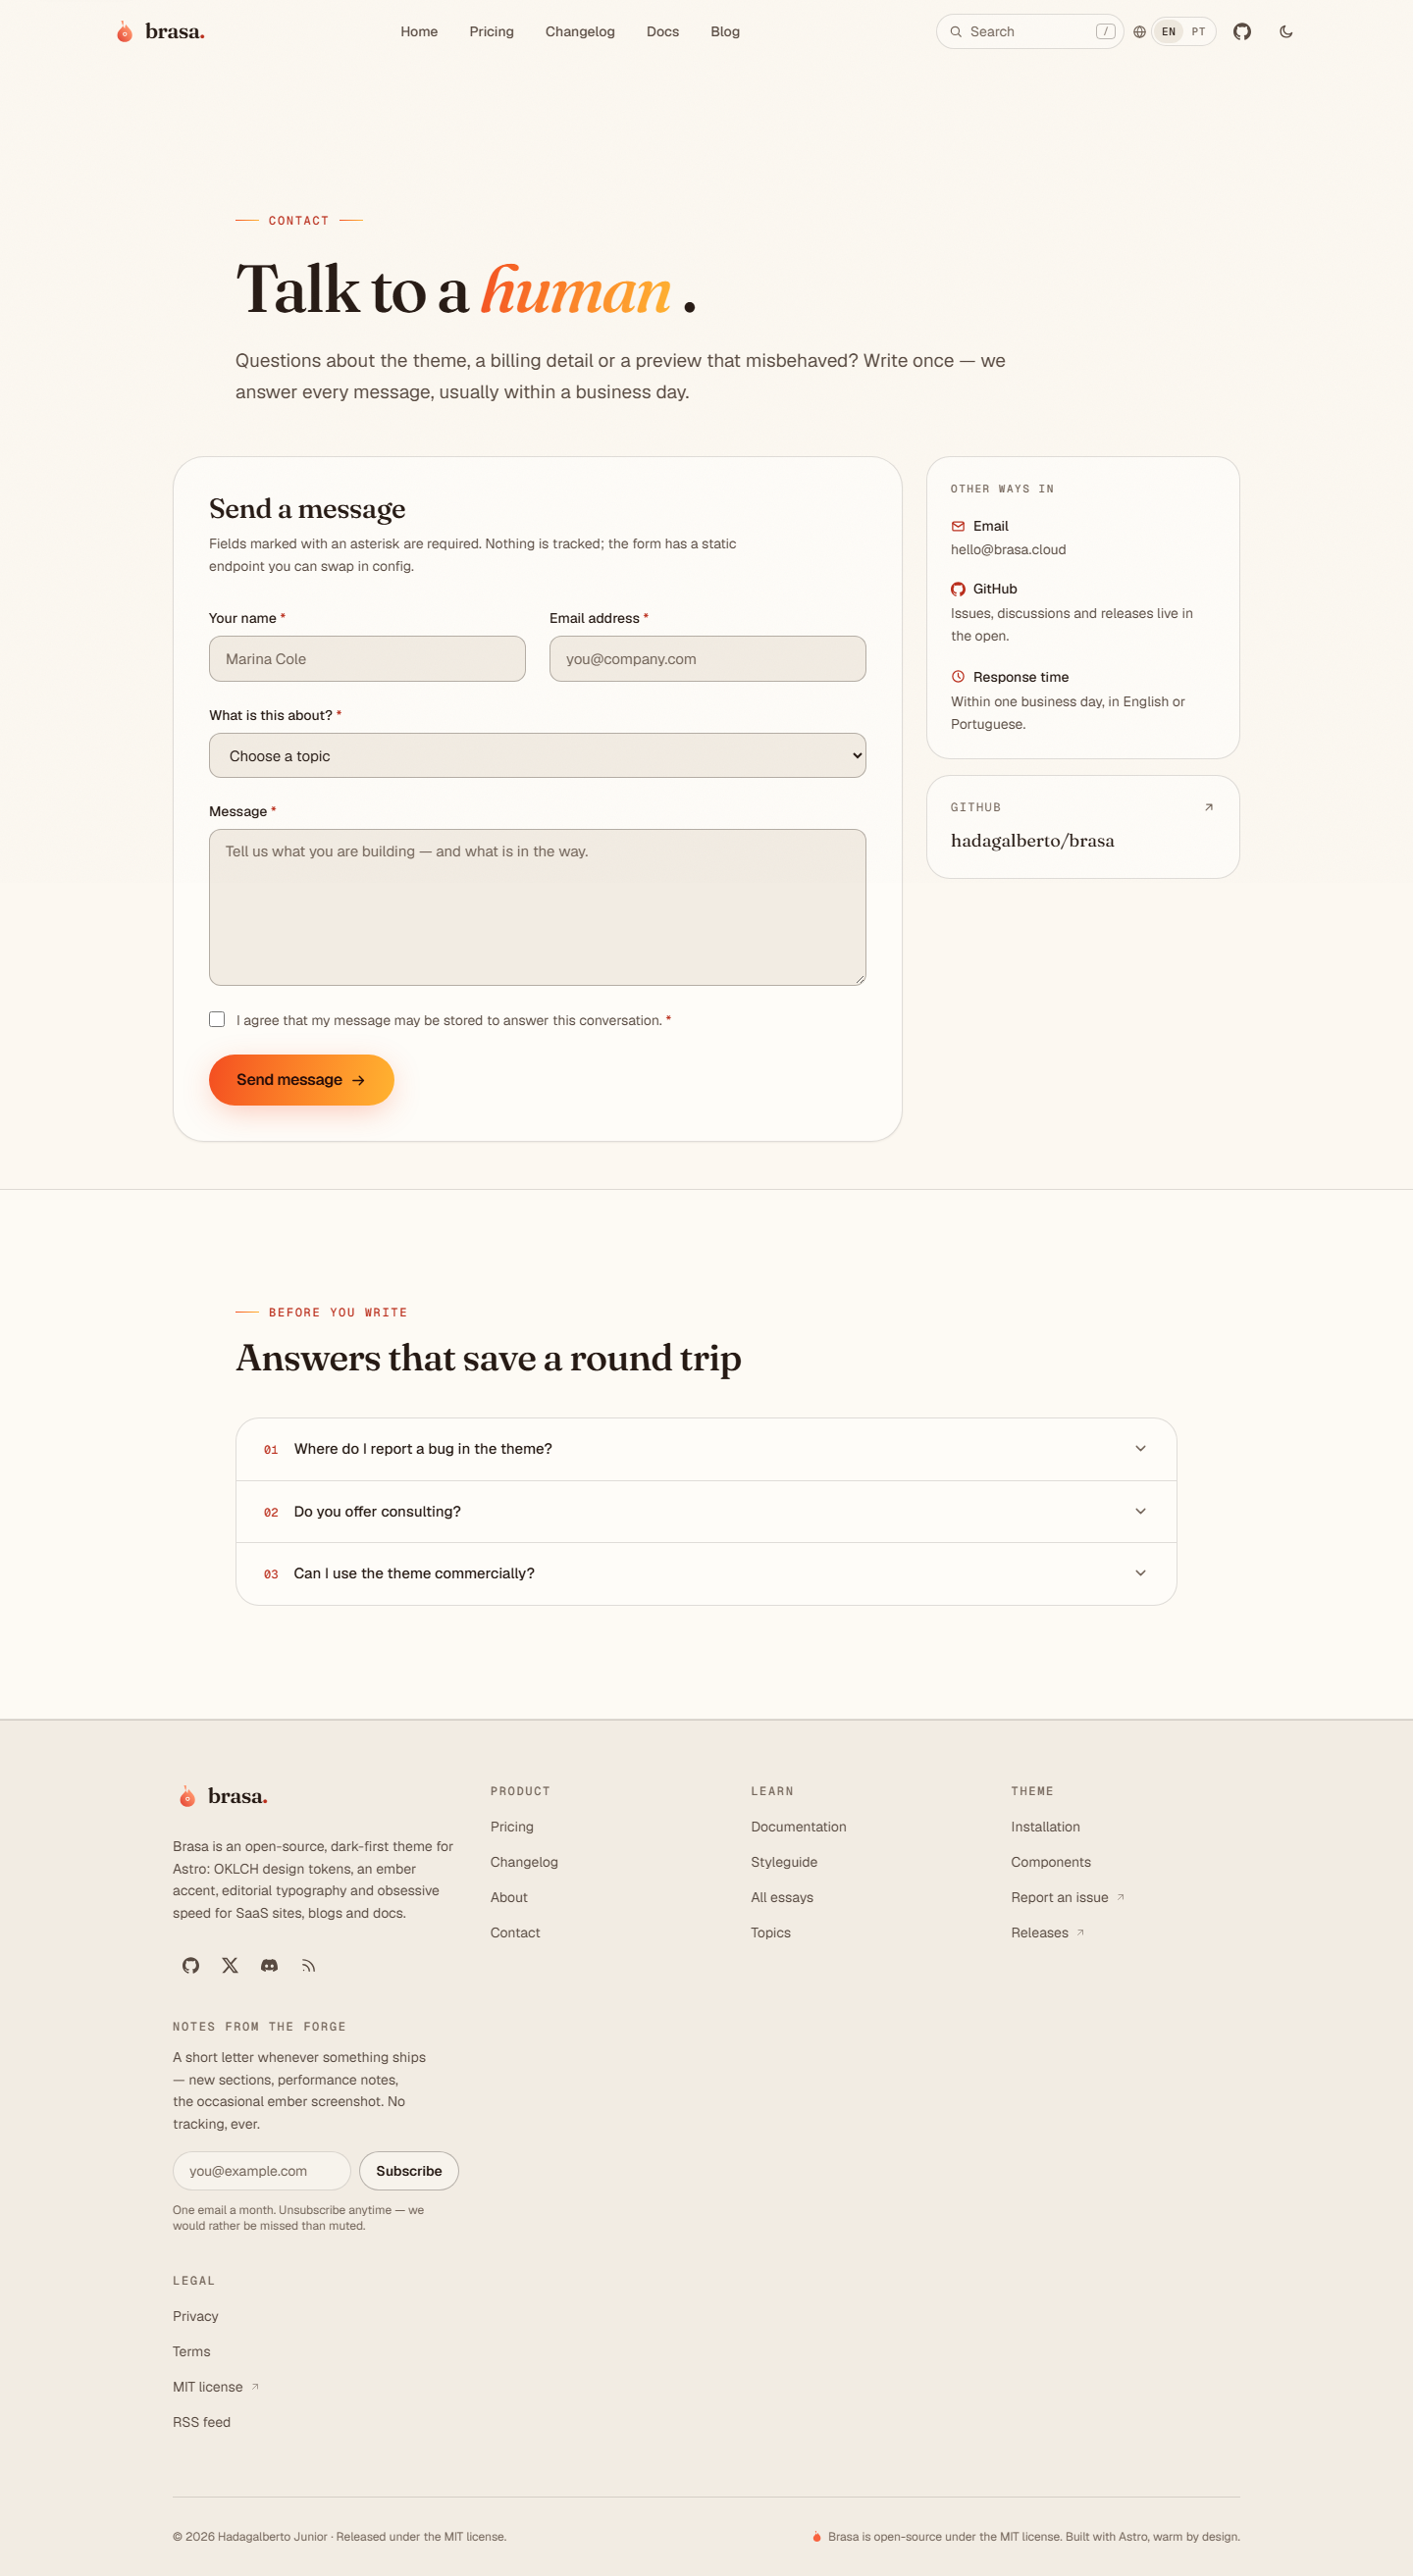 brasa.
Home Pricing Changelog Docs Blog
Search / EN PT
CONTACT
Talk to a human .
Questions about the theme, a billing detail or a preview that misbehaved? Write once — we
answer every message, usually within a business day.
Send a message
Fields marked with an asterisk are required. Nothing is tracked; the form has a static
endpoint you can swap in config.
Your name * Email address *
Marina Cole you@company.com
What is this about? *
Choose a topic
Message *
Tell us what you are building — and what is in the way.
I agree that my message may be stored to answer this conversation. *
Send message →
OTHER WAYS IN
Email
hello@brasa.cloud
GitHub
Issues, discussions and releases live in
the open.
Response time
Within one business day, in English or
Portuguese.
GITHUB
hadagalberto/brasa
BEFORE YOU WRITE
Answers that save a round trip
01 Where do I report a bug in the theme?
02 Do you offer consulting?
03 Can I use the theme commercially?
brasa.
Brasa is an open-source, dark-first theme for
Astro: OKLCH design tokens, an ember
accent, editorial typography and obsessive
speed for SaaS sites, blogs and docs.
PRODUCT
Pricing
Changelog
About
Contact
LEARN
Documentation
Styleguide
All essays
Topics
THEME
Installation
Components
Report an issue
Releases
NOTES FROM THE FORGE
A short letter whenever something ships
— new sections, performance notes,
the occasional ember screenshot. No
tracking, ever.
you@example.com Subscribe
One email a month. Unsubscribe anytime — we
would rather be missed than muted.
LEGAL
Privacy
Terms
MIT license
RSS feed
© 2026 Hadagalberto Junior · Released under the MIT license.
Brasa is open-source under the MIT license. Built with Astro, warm by design.